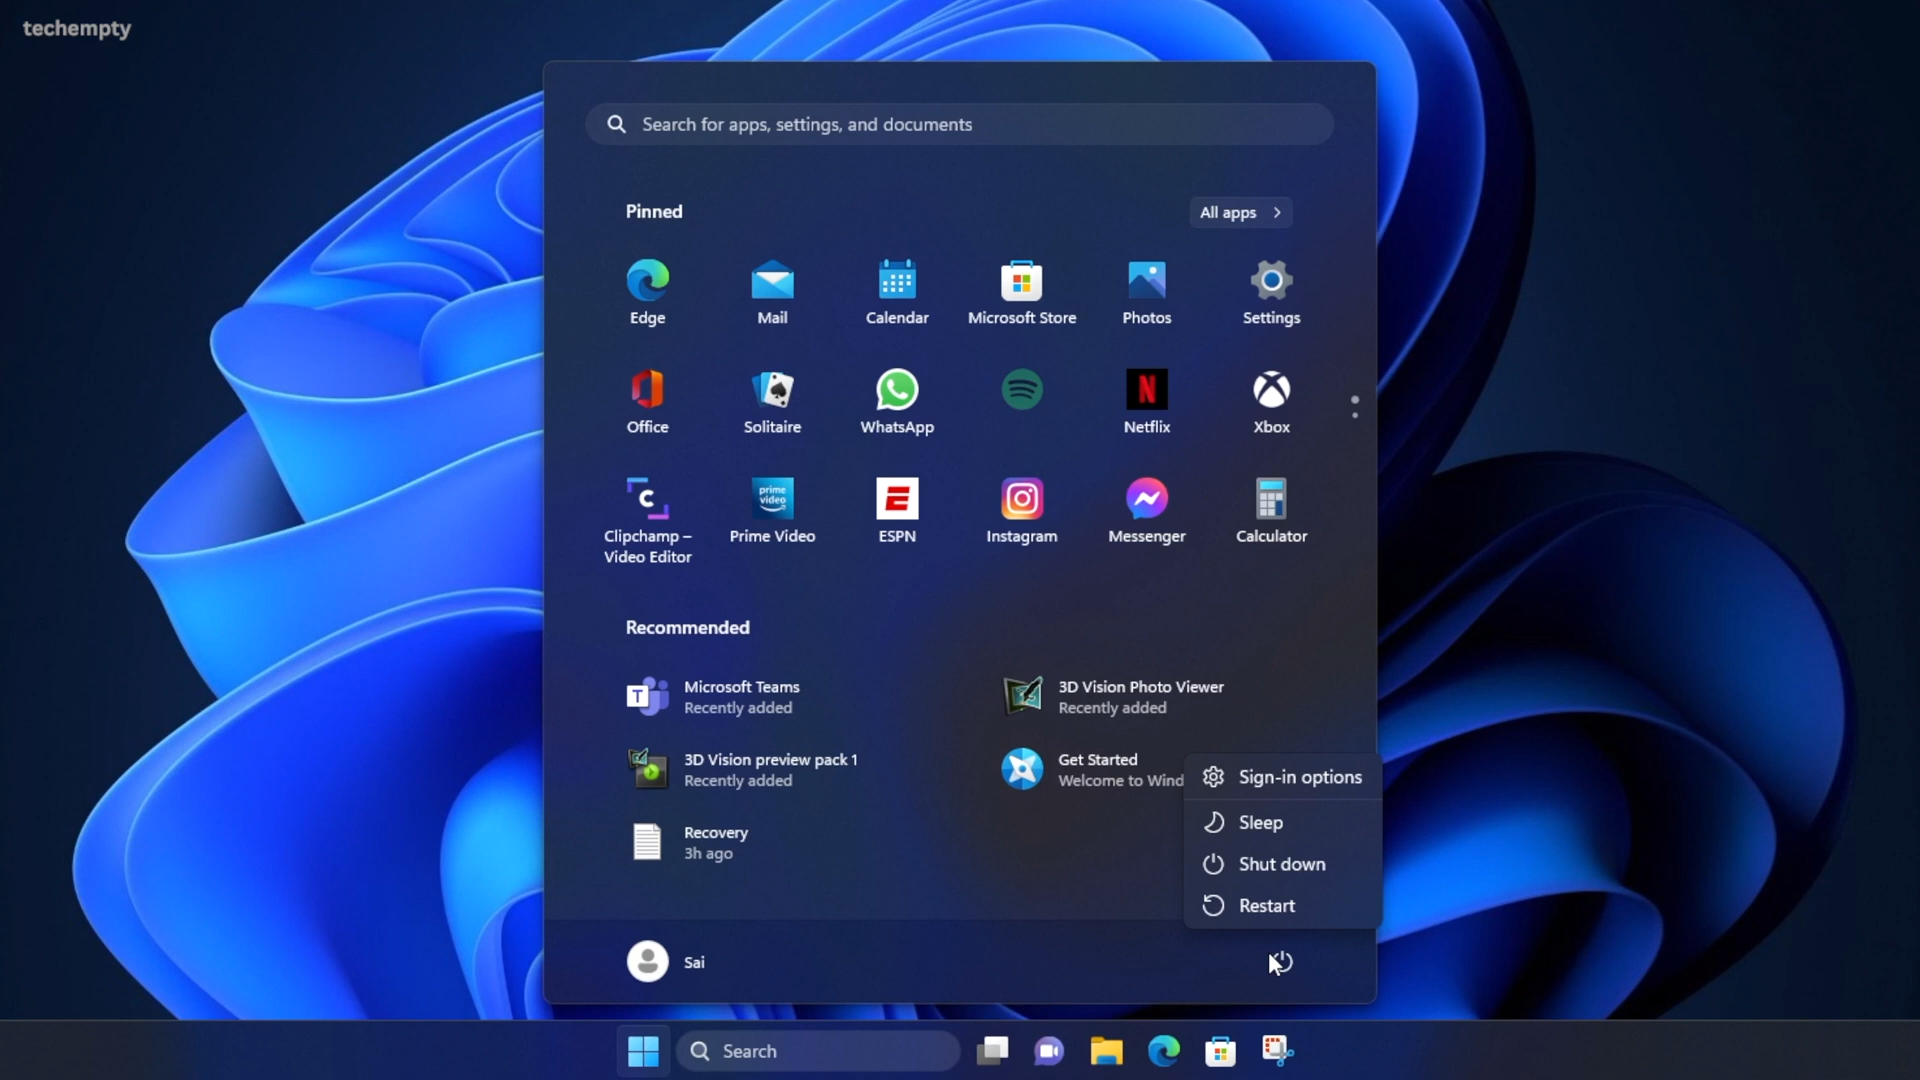 techempty
Search for apps, settings, and documents
Pinned
All apps
Edge
Mail
Calendar
Microsoft Store
Photos
Settings
Office
Solitaire
WhatsApp
Netflix
Xbox
Clipchamp –
Video Editor
prime
video
Prime Video
ESPN
Instagram
Messenger
Calculator
Recommended
Microsoft Teams
Recently added
3D Vision Photo Viewer
Recently added
3D Vision preview pack 1
Recently added
Get Started
Welcome to Wind
Recovery
3h ago
Sign-in options
Sleep
Shut down
Restart
Sai
Search